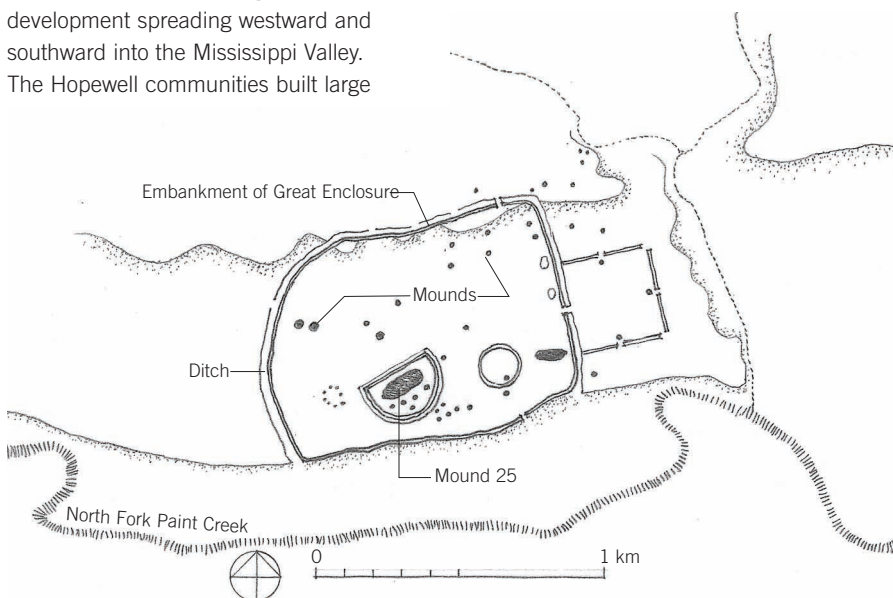 development spreading westward and
southward into the Mississippi Valley.
The Hopewell communities built large
Embankment of Great Enclosure
Mounds
Ditch
Mound 25
North Fork Paint Creek
0 1 km